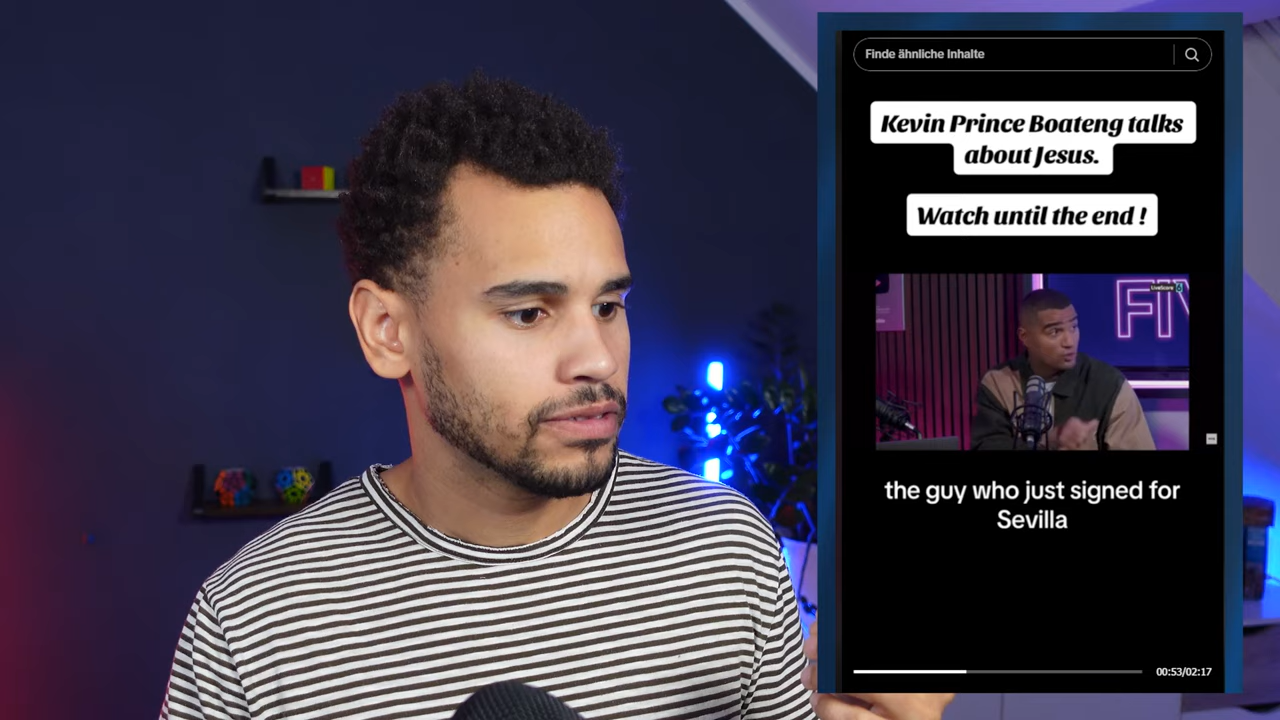 Finde ähnliche Inhalte
Kevin Prince Boateng talks
about Jesus.
Watch until the end !
LiveScore
FIV
the guy who just signed for
Sevilla
00:53/02:17